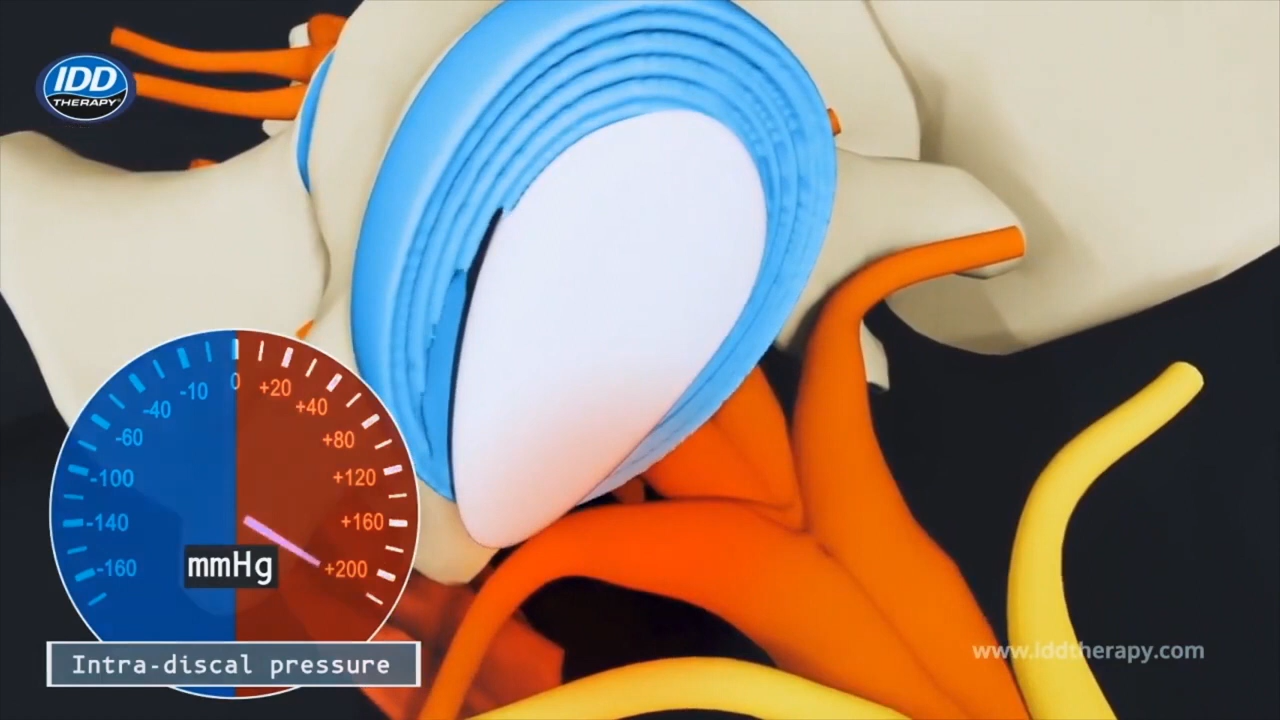 IDD
THERAPY
0
-10
+20
-40
+40
-60
+80
-100
+120
-140
+160
-160
+200
mmHg
Intra-discal pressure
www.iddtherapy.com